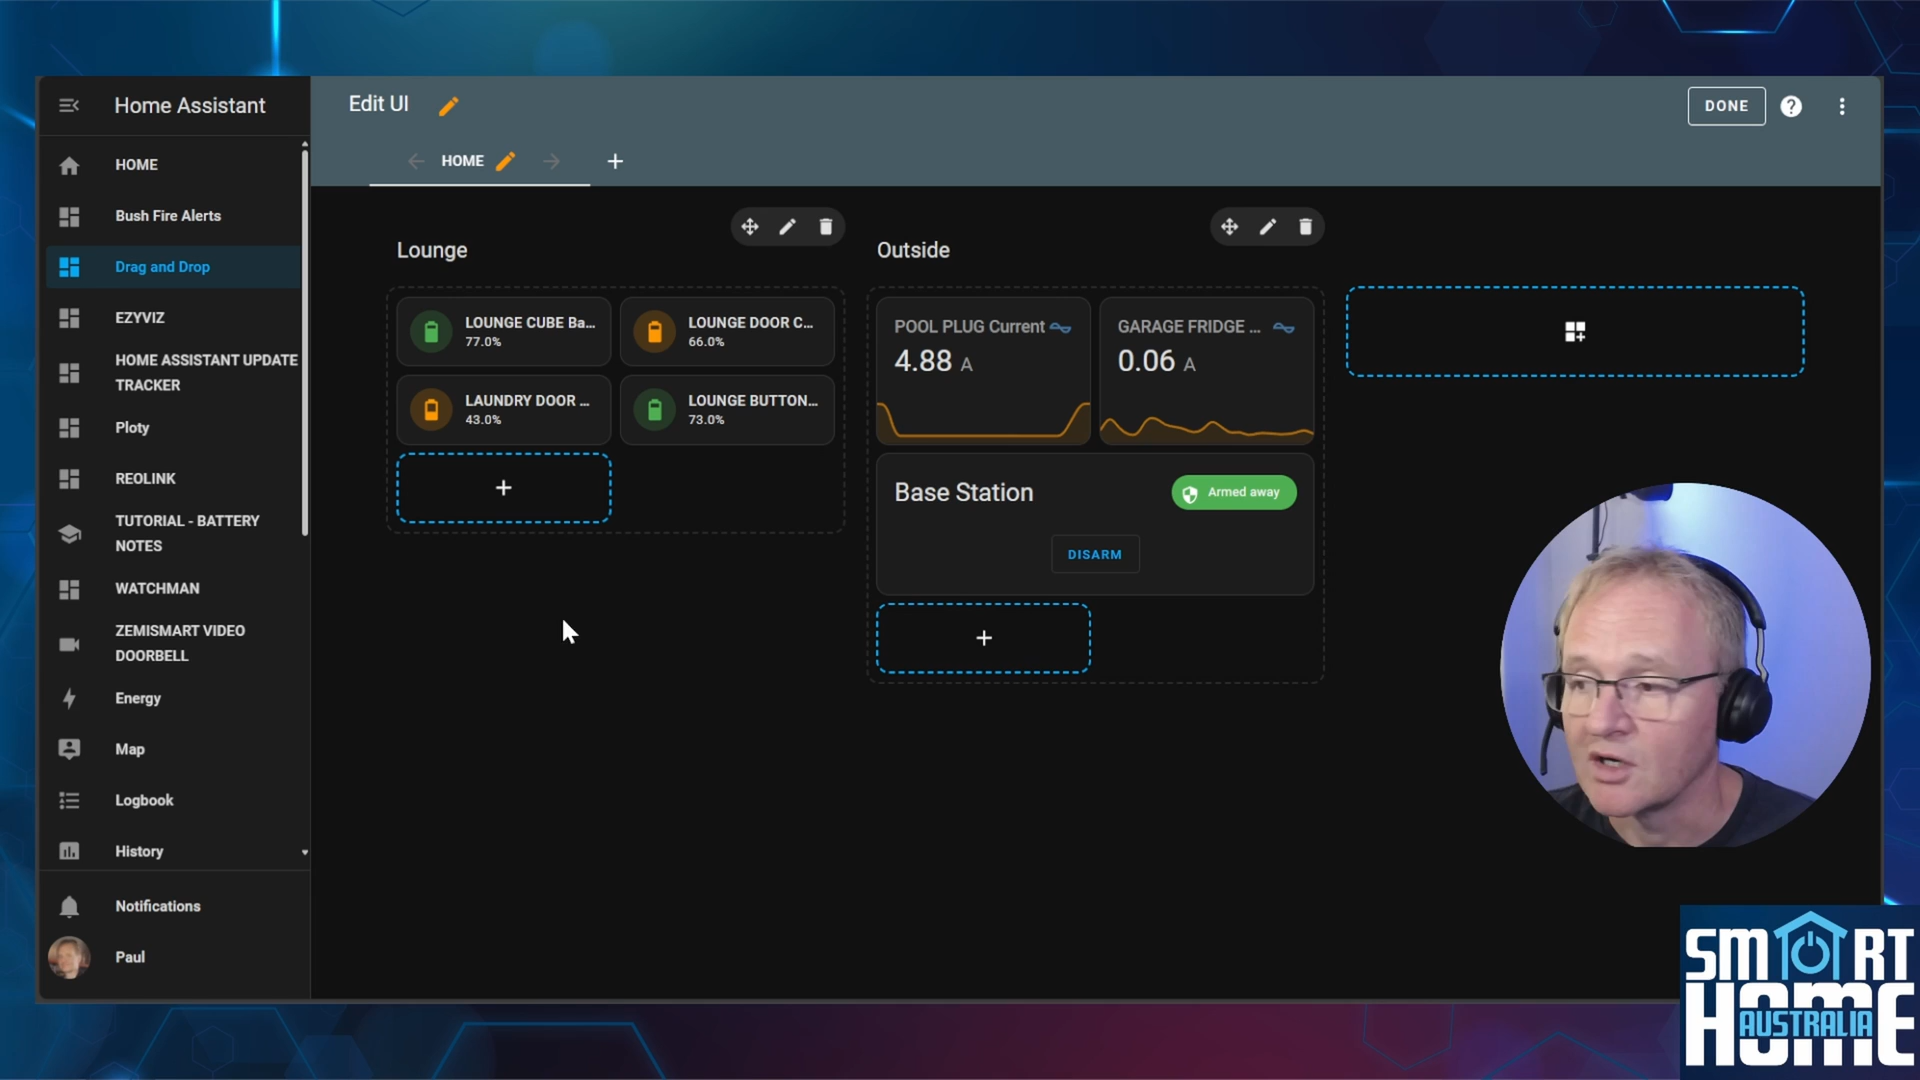 Home Assistant
HOME
Bush Fire Alerts
Drag and Drop
EZYVIZ
HOME ASSISTANT UPDATE
TRACKER
Ploty
REOLINK
TUTORIAL - BATTERY
NOTES
WATCHMAN
ZEMISMART VIDEO
DOORBELL
Energy
Map
Logbook
History
Notifications
Paul
Edit UI
DONE
HOME
Lounge
LOUNGE CUBE Ba...
77.0%
LOUNGE DOOR C...
66.0%
LAUNDRY DOOR ...
43.0%
LOUNGE BUTTON...
73.0%
Outside
POOL PLUG Current
4.88 A
GARAGE FRIDGE ...
0.06 A
Base Station
Armed away
DISARM
SMART
HOME
AUSTRALIA